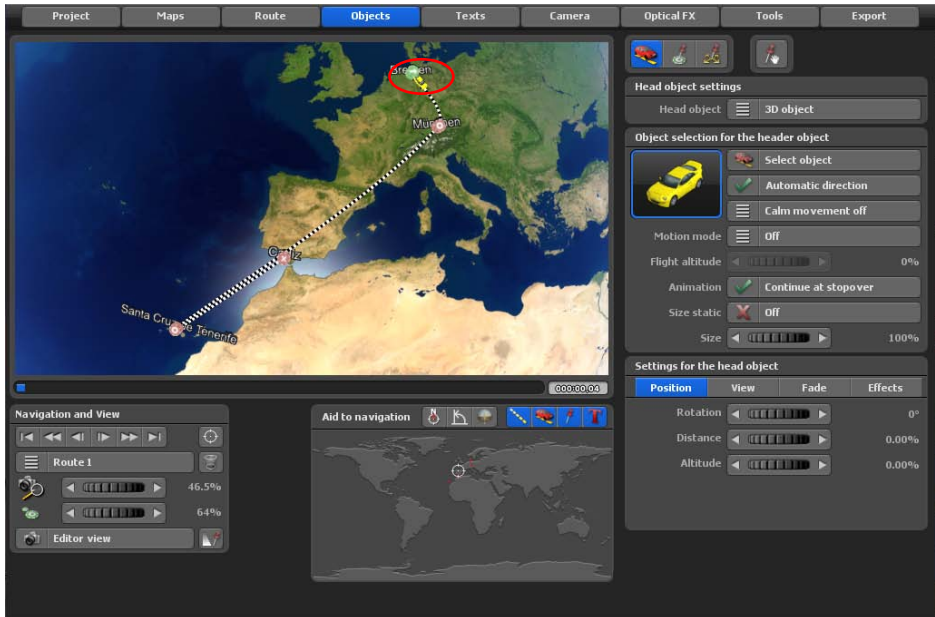 Project Maps Route Objects Texts Camera Optical FX Tools Export
Bremen
München
Cadiz
Santa Cruz de Tenerife
000:00,04
Head object settings
Head object 3D object
Object selection for the header object
Select object
Automatic direction
Calm movement off
Motion mode Off
Flight altitude 0%
Animation Continue at stopover
Size static Off
Size 100%
Settings for the head object
Position View Fade Effects
Rotation 0°
Distance 0.00%
Altitude 0.00%
Navigation and View
Route 1
46.5%
64%
Editor view
Aid to navigation